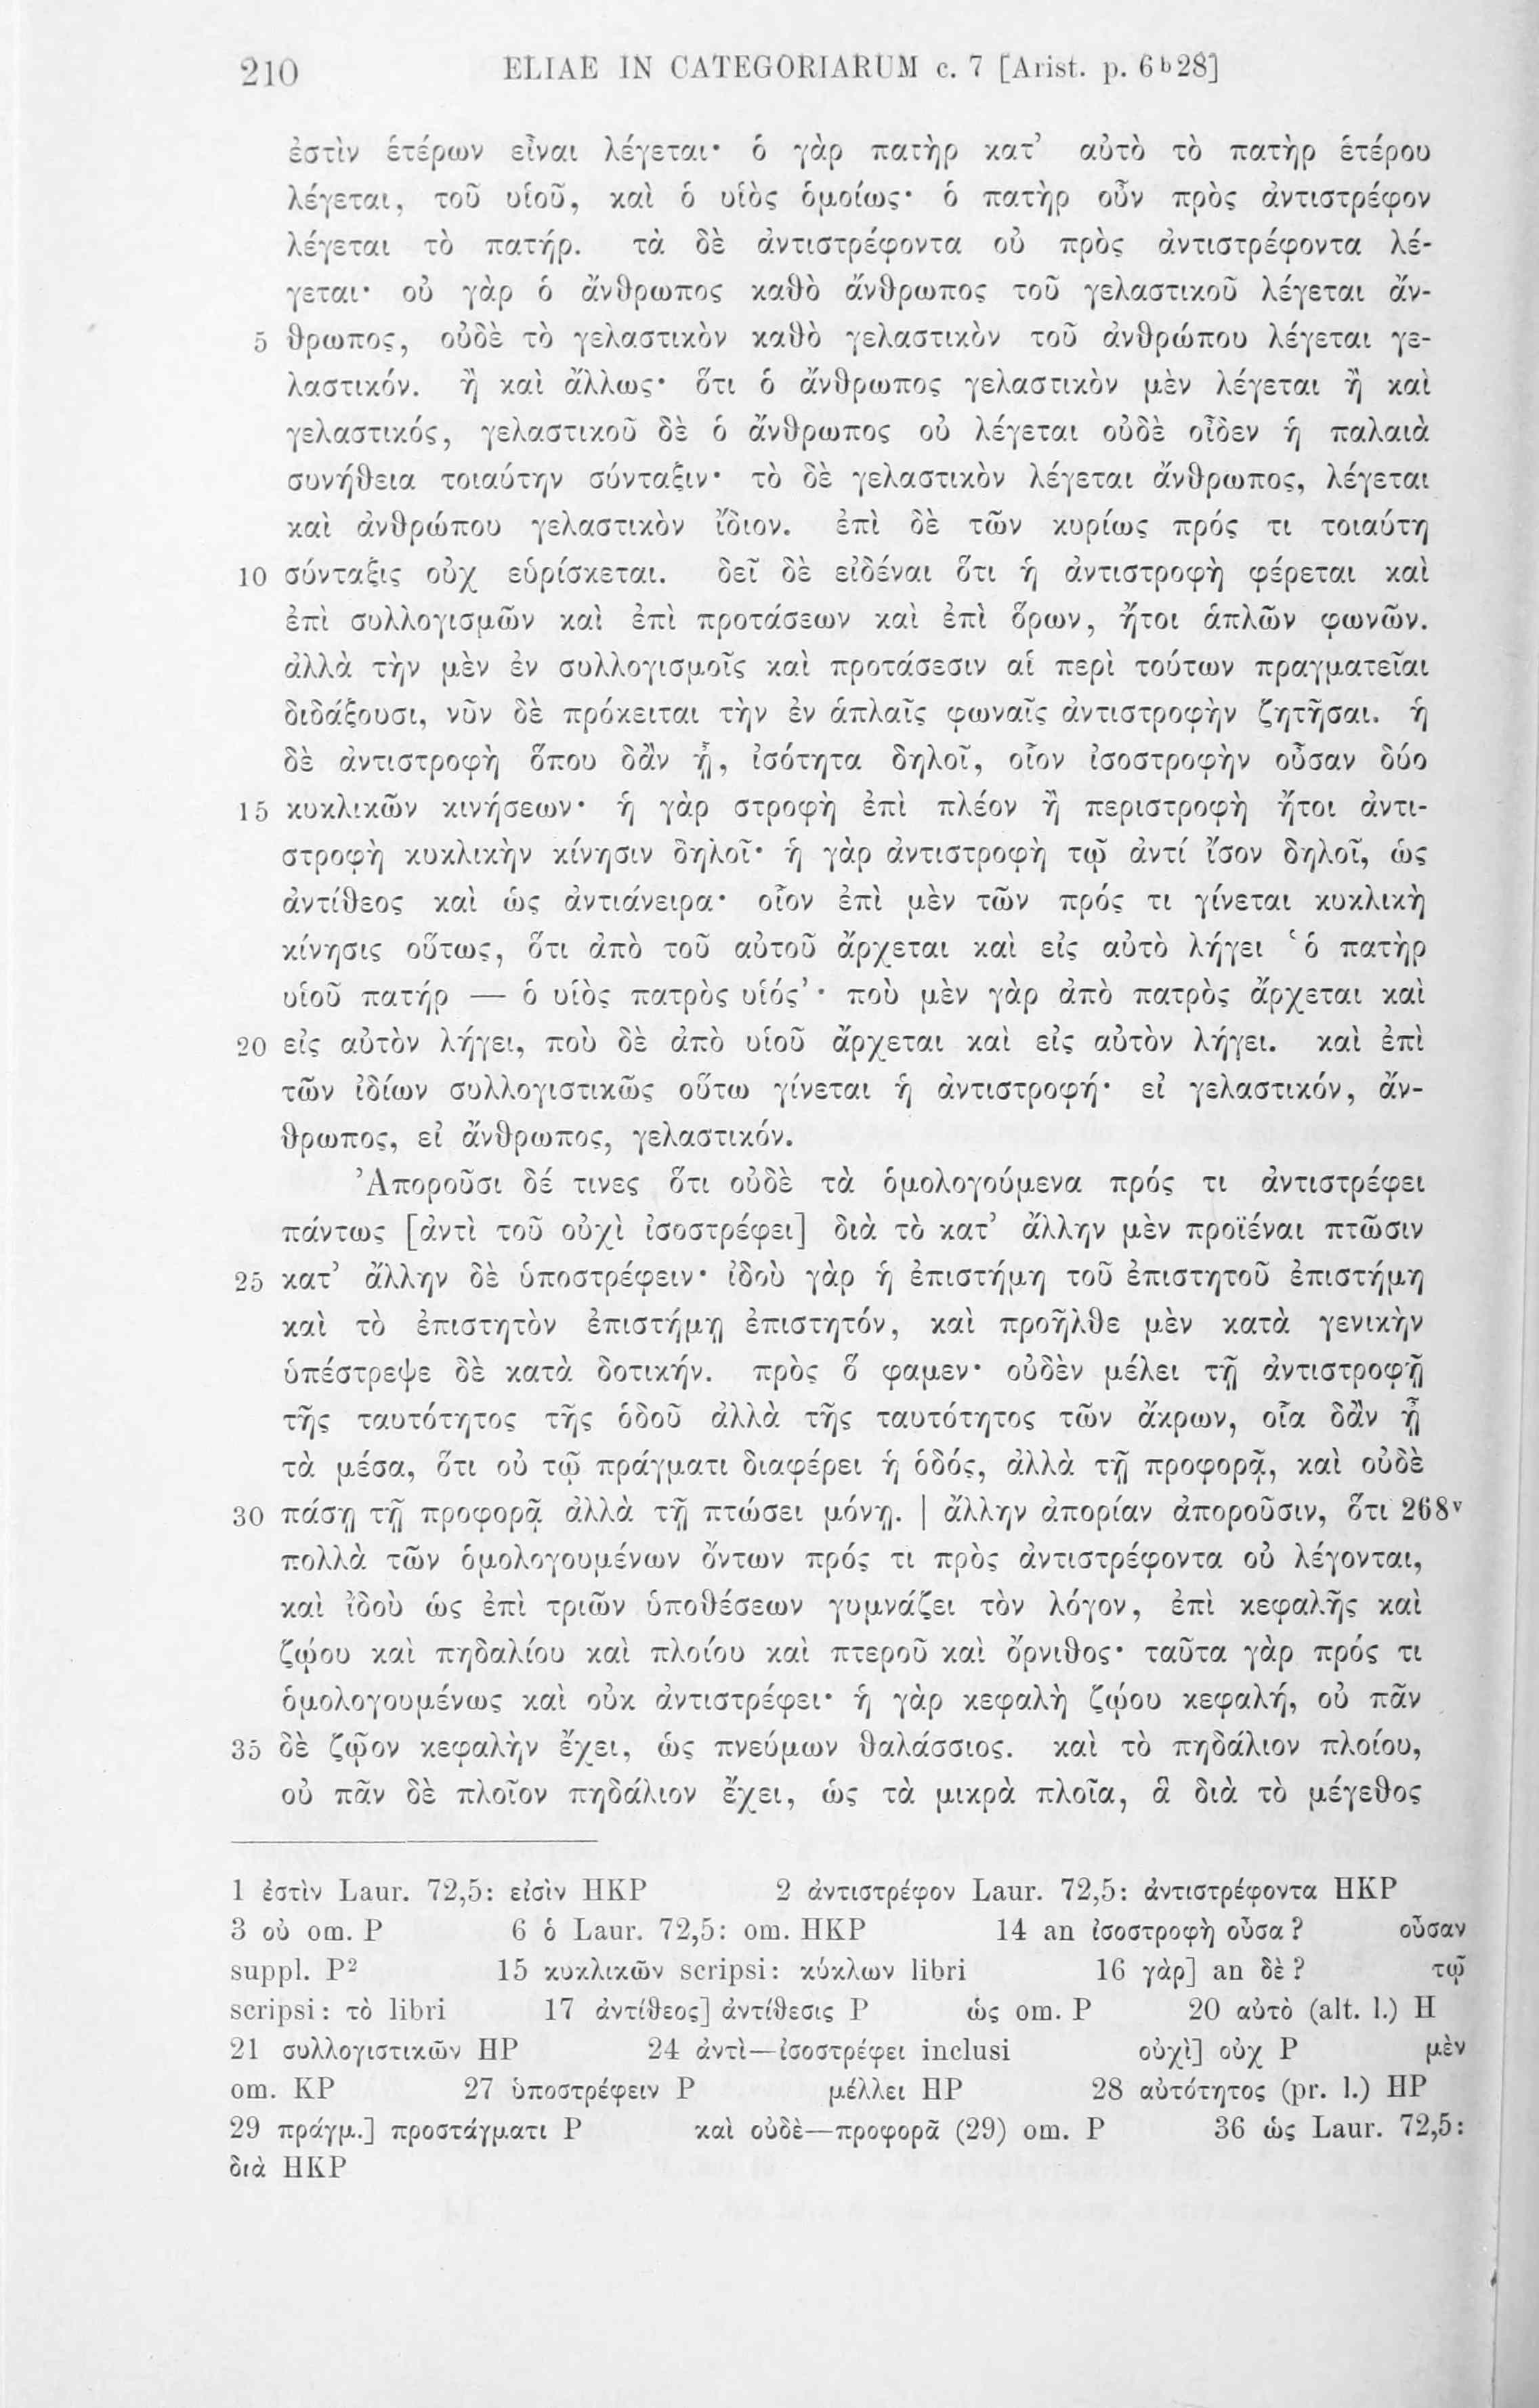 210 ELIAE IN CATEGORIARUM c. 7 [Arist. p. 6ᵇ28]
ἐστὶν ἑτέρων εἶναι λέγεται· ὁ γὰρ πατὴρ κατ’ αὐτὸ τὸ πατὴρ ἑτέρου
λέγεται, τοῦ υἱοῦ, καὶ ὁ υἱὸς ὁμοίως· ὁ πατὴρ οὖν πρὸς ἀντιστρέφον
λέγεται τὸ πατήρ. τὰ δὲ ἀντιστρέφοντα οὐ πρὸς ἀντιστρέφοντα λέ-
γεται· οὐ γὰρ ὁ ἄνθρωπος καθὸ ἄνθρωπος τοῦ γελαστικοῦ λέγεται ἄν-
5 θρωπος, οὐδὲ τὸ γελαστικὸν καθὸ γελαστικὸν τοῦ ἀνθρώπου λέγεται γε-
λαστικόν. ἢ καὶ ἄλλως· ὅτι ὁ ἄνθρωπος γελαστικὸν μὲν λέγεται ἢ καὶ
γελαστικός, γελαστικοῦ δὲ ὁ ἄνθρωπος οὐ λέγεται οὐδὲ οἶδεν ἡ παλαιὰ
συνήθεια τοιαύτην σύνταξιν· τὸ δὲ γελαστικὸν λέγεται ἄνθρωπος, λέγεται
καὶ ἀνθρώπου γελαστικὸν ἴδιον. ἐπὶ δὲ τῶν κυρίως πρός τι τοιαύτη
10 σύνταξις οὐχ εὑρίσκεται. δεῖ δὲ εἰδέναι ὅτι ἡ ἀντιστροφὴ φέρεται καὶ
ἐπὶ συλλογισμῶν καὶ ἐπὶ προτάσεων καὶ ἐπὶ ὅρων, ἤτοι ἁπλῶν φωνῶν.
ἀλλὰ τὴν μὲν ἐν συλλογισμοῖς καὶ προτάσεσιν αἱ περὶ τούτων πραγματεῖαι
διδάξουσι, νῦν δὲ πρόκειται τὴν ἐν ἁπλαῖς φωναῖς ἀντιστροφὴν ζητῆσαι. ἡ
δὲ ἀντιστροφὴ ὅπου δἂν ᾖ, ἰσότητα δηλοῖ, οἷον ἰσοστροφὴν οὖσαν δύο
15 κυκλικῶν κινήσεων· ἡ γὰρ στροφὴ ἐπὶ πλέον ἢ περιστροφὴ ἤτοι ἀντι-
στροφὴ κυκλικὴν κίνησιν δηλοῖ· ἡ γὰρ ἀντιστροφὴ τῷ ἀντί ἴσον δηλοῖ, ὡς
ἀντίθεος καὶ ὡς ἀντιάνειρα· οἷον ἐπὶ μὲν τῶν πρός τι γίνεται κυκλικὴ
κίνησις οὕτως, ὅτι ἀπὸ τοῦ αὐτοῦ ἄρχεται καὶ εἰς αὐτὸ λήγει ‘ὁ πατὴρ
υἱοῦ πατήρ — ὁ υἱὸς πατρὸς υἱός’· ποὺ μὲν γὰρ ἀπὸ πατρὸς ἄρχεται καὶ
20 εἰς αὐτὸν λήγει, ποὺ δὲ ἀπὸ υἱοῦ ἄρχεται καὶ εἰς αὐτὸν λήγει. καὶ ἐπὶ
τῶν ἰδίων συλλογιστικῶς οὕτω γίνεται ἡ ἀντιστροφή· εἰ γελαστικόν, ἄν-
θρωπος, εἰ ἄνθρωπος, γελαστικόν.
Ἀποροῦσι δέ τινες ὅτι οὐδὲ τὰ ὁμολογούμενα πρός τι ἀντιστρέφει
πάντως [ἀντὶ τοῦ οὐχὶ ἰσοστρέφει] διὰ τὸ κατ’ ἄλλην μὲν προϊέναι πτῶσιν
25 κατ’ ἄλλην δὲ ὑποστρέφειν· ἰδοὺ γὰρ ἡ ἐπιστήμη τοῦ ἐπιστητοῦ ἐπιστήμη
καὶ τὸ ἐπιστητὸν ἐπιστήμῃ ἐπιστητόν, καὶ προῆλθε μὲν κατὰ γενικὴν
ὑπέστρεψε δὲ κατὰ δοτικήν. πρὸς ὅ φαμεν· οὐδὲν μέλει τῇ ἀντιστροφῇ
τῆς ταυτότητος τῆς ὁδοῦ ἀλλὰ τῆς ταυτότητος τῶν ἄκρων, οἷα δἂν ᾖ
τὰ μέσα, ὅτι οὐ τῷ πράγματι διαφέρει ἡ ὁδός, ἀλλὰ τῇ προφορᾷ, καὶ οὐδὲ
30 πάσῃ τῇ προφορᾷ ἀλλὰ τῇ πτώσει μόνῃ. | ἄλλην ἀπορίαν ἀποροῦσιν, ὅτι 268ᵛ
πολλὰ τῶν ὁμολογουμένων ὄντων πρός τι πρὸς ἀντιστρέφοντα οὐ λέγονται,
καὶ ἰδοὺ ὡς ἐπὶ τριῶν ὑποθέσεων γυμνάζει τὸν λόγον, ἐπὶ κεφαλῆς καὶ
ζῴου καὶ πηδαλίου καὶ πλοίου καὶ πτεροῦ καὶ ὄρνιθος· ταῦτα γὰρ πρός τι
ὁμολογουμένως καὶ οὐκ ἀντιστρέφει· ἡ γὰρ κεφαλὴ ζῴου κεφαλή, οὐ πᾶν
35 δὲ ζῷον κεφαλὴν ἔχει, ὡς πνεύμων θαλάσσιος. καὶ τὸ πηδάλιον πλοίου,
οὐ πᾶν δὲ πλοῖον πηδάλιον ἔχει, ὡς τὰ μικρὰ πλοῖα, ἃ διὰ τὸ μέγεθος
1 ἐστὶν Laur. 72,5: εἰσὶν HKP 2 ἀντιστρέφον Laur. 72,5: ἀντιστρέφοντα HKP
3 οὐ om. P 6 ὁ Laur. 72,5: om. HKP 14 an ἰσοστροφὴ οὖσα? οὖσαν
suppl. P² 15 κυκλικῶν scripsi: κύκλων libri 16 γὰρ] an δὲ? τῷ
scripsi: τὸ libri 17 ἀντίθεος] ἀντίθεσις P ὡς om. P 20 αὐτὸ (alt. l.) H
21 συλλογιστικῶν HP 24 ἀντὶ—ἰσοστρέφει inclusi οὐχὶ] οὐχ P μὲν
om. KP 27 ὑποστρέφειν P μέλλει HP 28 αὐτότητος (pr. l.) HP
29 πράγμ.] προστάγματι P καὶ οὐδὲ—προφορᾶ (29) om. P 36 ὡς Laur. 72,5:
διὰ HKP